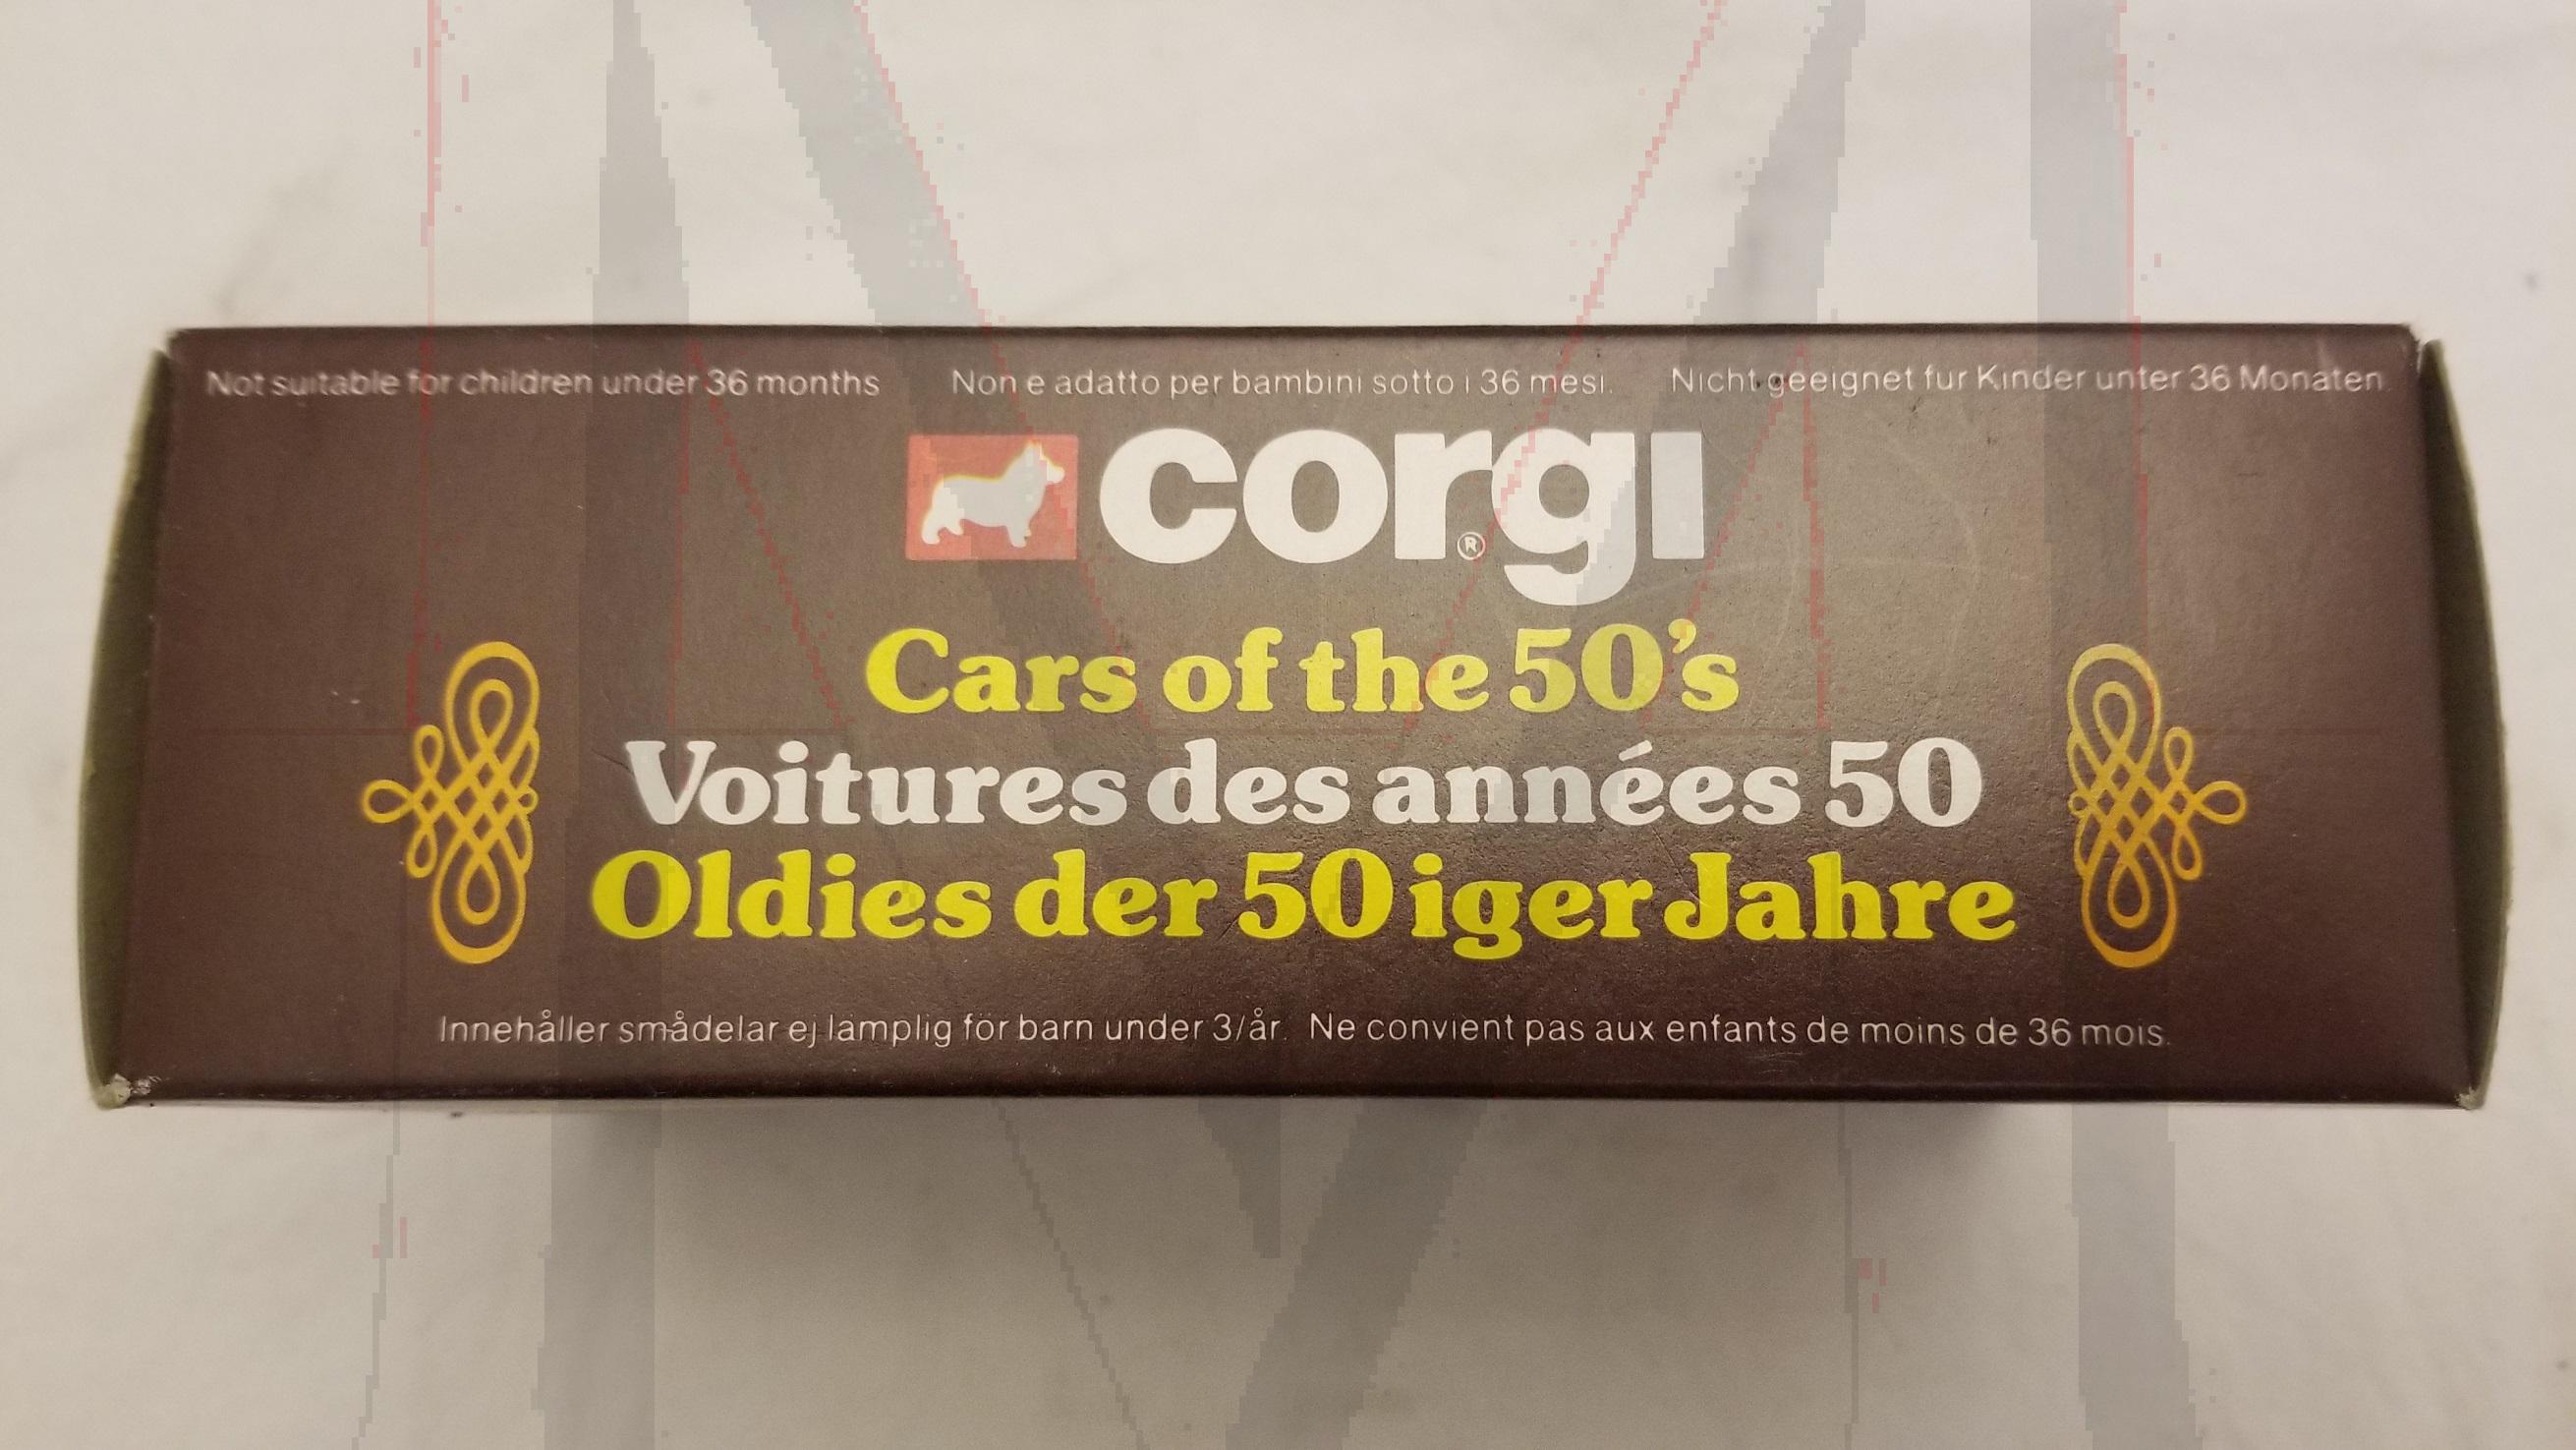 Not suitable for children under 36 months Non e adatto per bambini sotto i 36 mesi. Nicht geeignet fur Kinder unter 36 Monaten.
corgi ®
Cars of the 50's
Voitures des années 50
Oldies der 50iger Jahre
Innehåller smådelar ej lämplig för barn under 3/år. Ne convient pas aux enfants de moins de 36 mois.